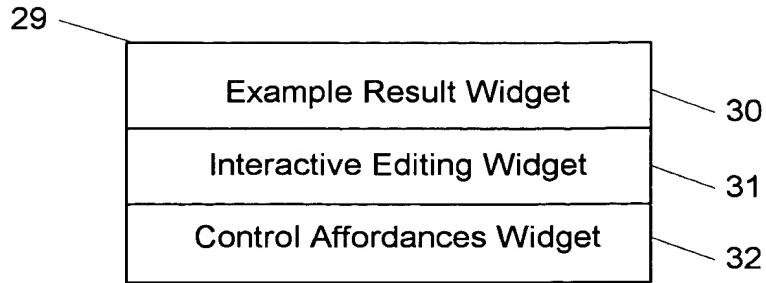 29
Example Result Widget
30
Interactive Editing Widget
31
Control Affordances Widget
32